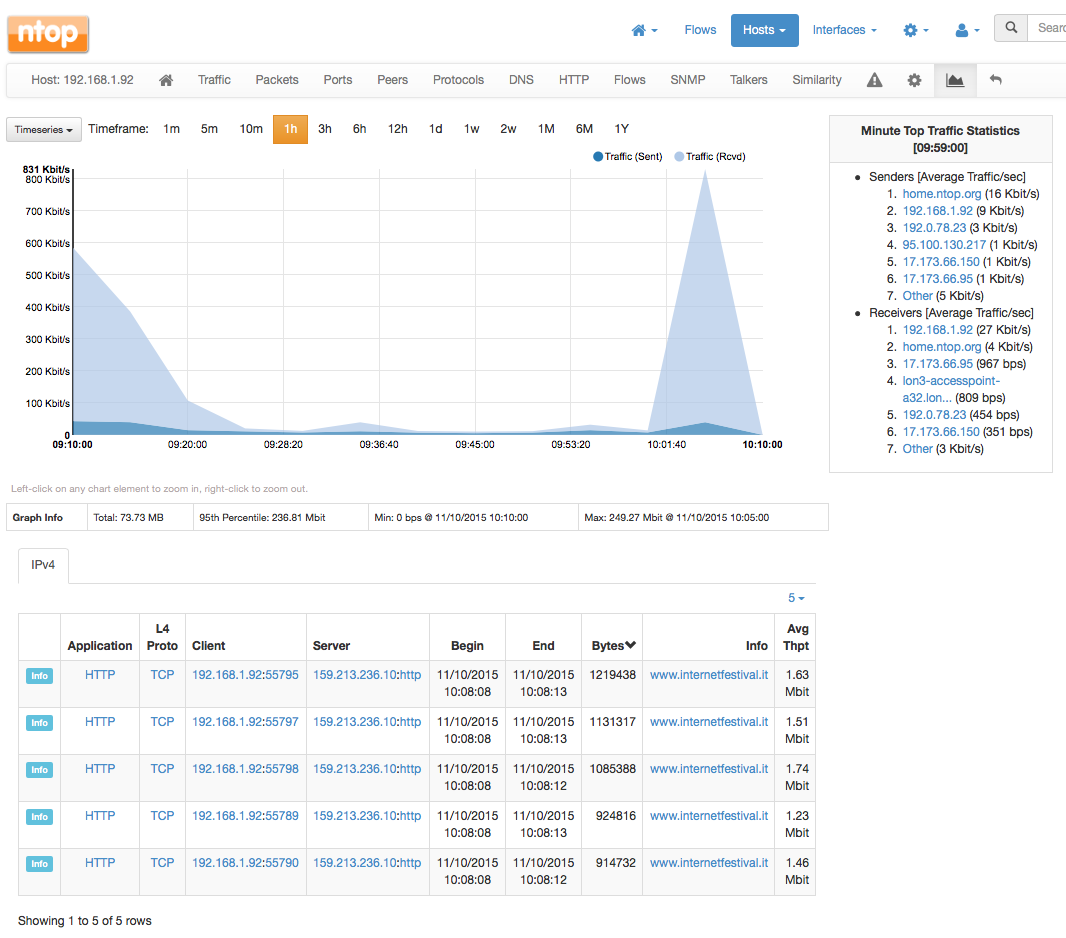 ntop
Flows
Hosts
Interfaces
Sear
Host: 192.168.1.92
Traffic
Packets
Ports
Peers
Protocols
DNS
HTTP
Flows
SNMP
Talkers
Similarity
Timeseries
Timeframe: 1m 5m 10m 1h 3h 6h 12h 1d 1w 2w 1M 6M 1Y
Traffic (Sent) Traffic (Rcvd)
831 Kbit/s
800 Kbit/s
700 Kbit/s
600 Kbit/s
500 Kbit/s
400 Kbit/s
300 Kbit/s
200 Kbit/s
100 Kbit/s
0
09:10:00 09:20:00 09:28:20 09:36:40 09:45:00 09:53:20 10:01:40 10:10:00
Minute Top Traffic Statistics
[09:59:00]
Senders [Average Traffic/sec]
1. home.ntop.org (16 Kbit/s)
2. 192.168.1.92 (9 Kbit/s)
3. 192.0.78.23 (3 Kbit/s)
4. 95.100.130.217 (1 Kbit/s)
5. 17.173.66.150 (1 Kbit/s)
6. 17.173.66.95 (1 Kbit/s)
7. Other (5 Kbit/s)
Receivers [Average Traffic/sec]
1. 192.168.1.92 (27 Kbit/s)
2. home.ntop.org (4 Kbit/s)
3. 17.173.66.95 (967 bps)
4. lon3-accesspoint-
a32.lon... (809 bps)
5. 192.0.78.23 (454 bps)
6. 17.173.66.150 (351 bps)
7. Other (3 Kbit/s)
Left-click on any chart element to zoom in, right-click to zoom out.
Graph Info Total: 73.73 MB 95th Percentile: 236.81 Mbit Min: 0 bps @ 11/10/2015 10:10:00 Max: 249.27 Mbit @ 11/10/2015 10:05:00
IPv4
5
L4 Avg
Application Proto Client Server Begin End Bytes Info Thpt
Info HTTP TCP 192.168.1.92:55795 159.213.236.10:http 11/10/2015 11/10/2015 1219438 www.internetfestival.it 1.63
10:08:08 10:08:13 Mbit
Info HTTP TCP 192.168.1.92:55797 159.213.236.10:http 11/10/2015 11/10/2015 1131317 www.internetfestival.it 1.51
10:08:08 10:08:13 Mbit
Info HTTP TCP 192.168.1.92:55798 159.213.236.10:http 11/10/2015 11/10/2015 1085388 www.internetfestival.it 1.74
10:08:08 10:08:12 Mbit
Info HTTP TCP 192.168.1.92:55789 159.213.236.10:http 11/10/2015 11/10/2015 924816 www.internetfestival.it 1.23
10:08:08 10:08:13 Mbit
Info HTTP TCP 192.168.1.92:55790 159.213.236.10:http 11/10/2015 11/10/2015 914732 www.internetfestival.it 1.46
10:08:08 10:08:12 Mbit
Showing 1 to 5 of 5 rows